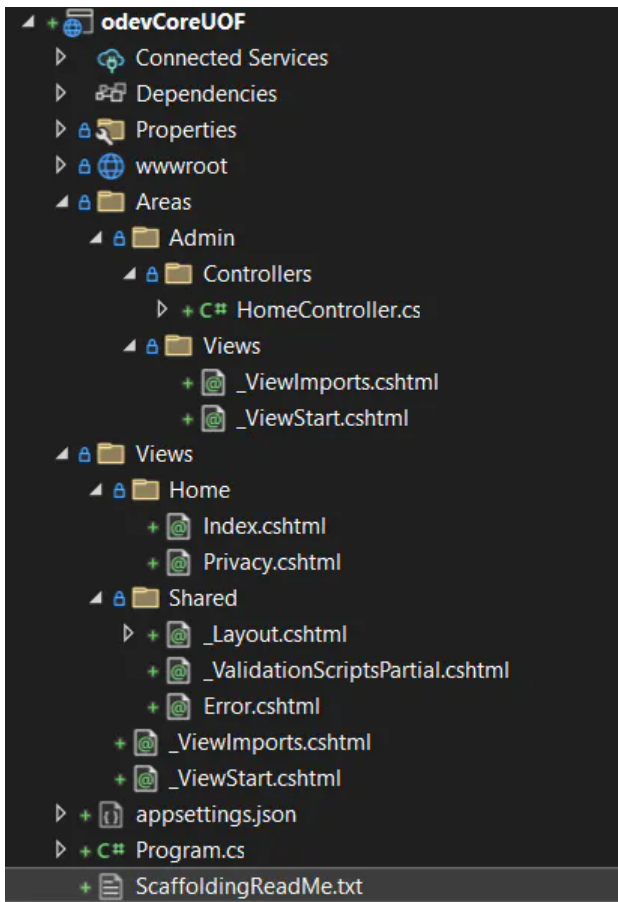 odevCoreUOF
Connected Services
Dependencies
Properties
wwwroot
Areas
Admin
Controllers
C# HomeController.cs
Views
_ViewImports.cshtml
_ViewStart.cshtml
Views
Home
Index.cshtml
Privacy.cshtml
Shared
_Layout.cshtml
_ValidationScriptsPartial.cshtml
Error.cshtml
_ViewImports.cshtml
_ViewStart.cshtml
appsettings.json
C# Program.cs
ScaffoldingReadMe.txt